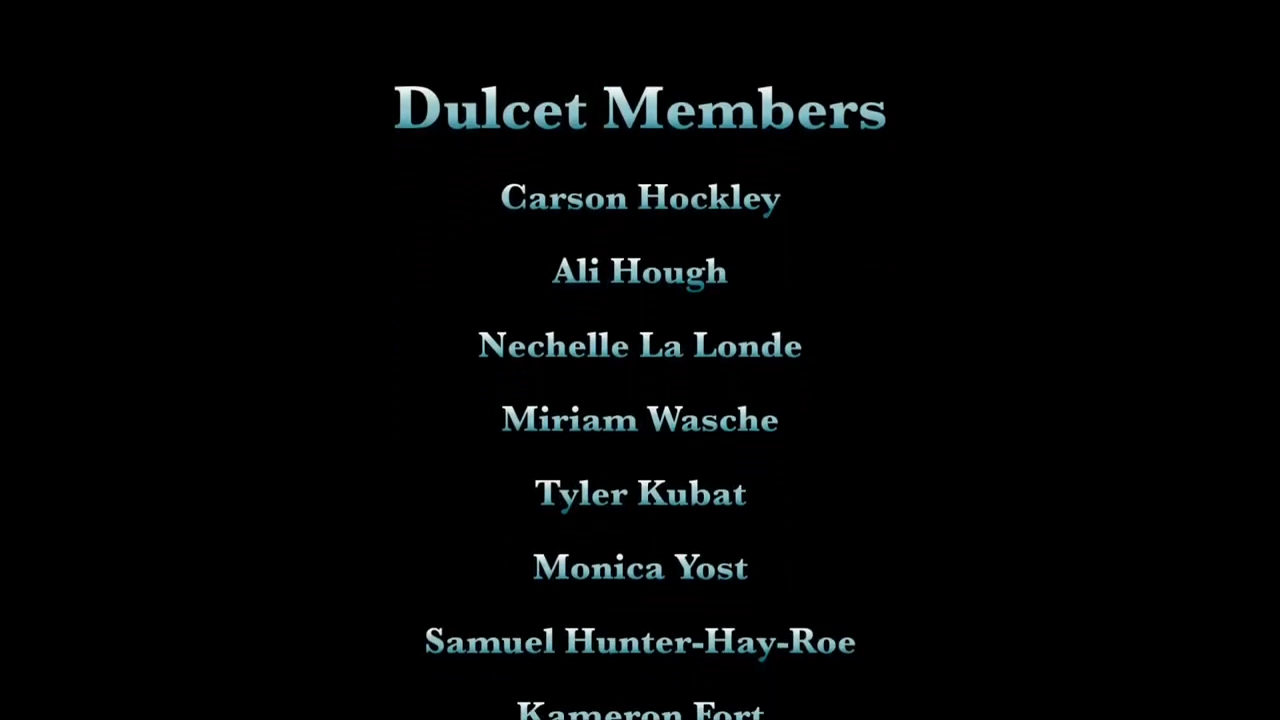 Dulcet Members
Carson Hockley
Ali Hough
Nechelle La Londe
Miriam Wasche
Tyler Kubat
Monica Yost
Samuel Hunter-Hay-Roe
Kameron Fort